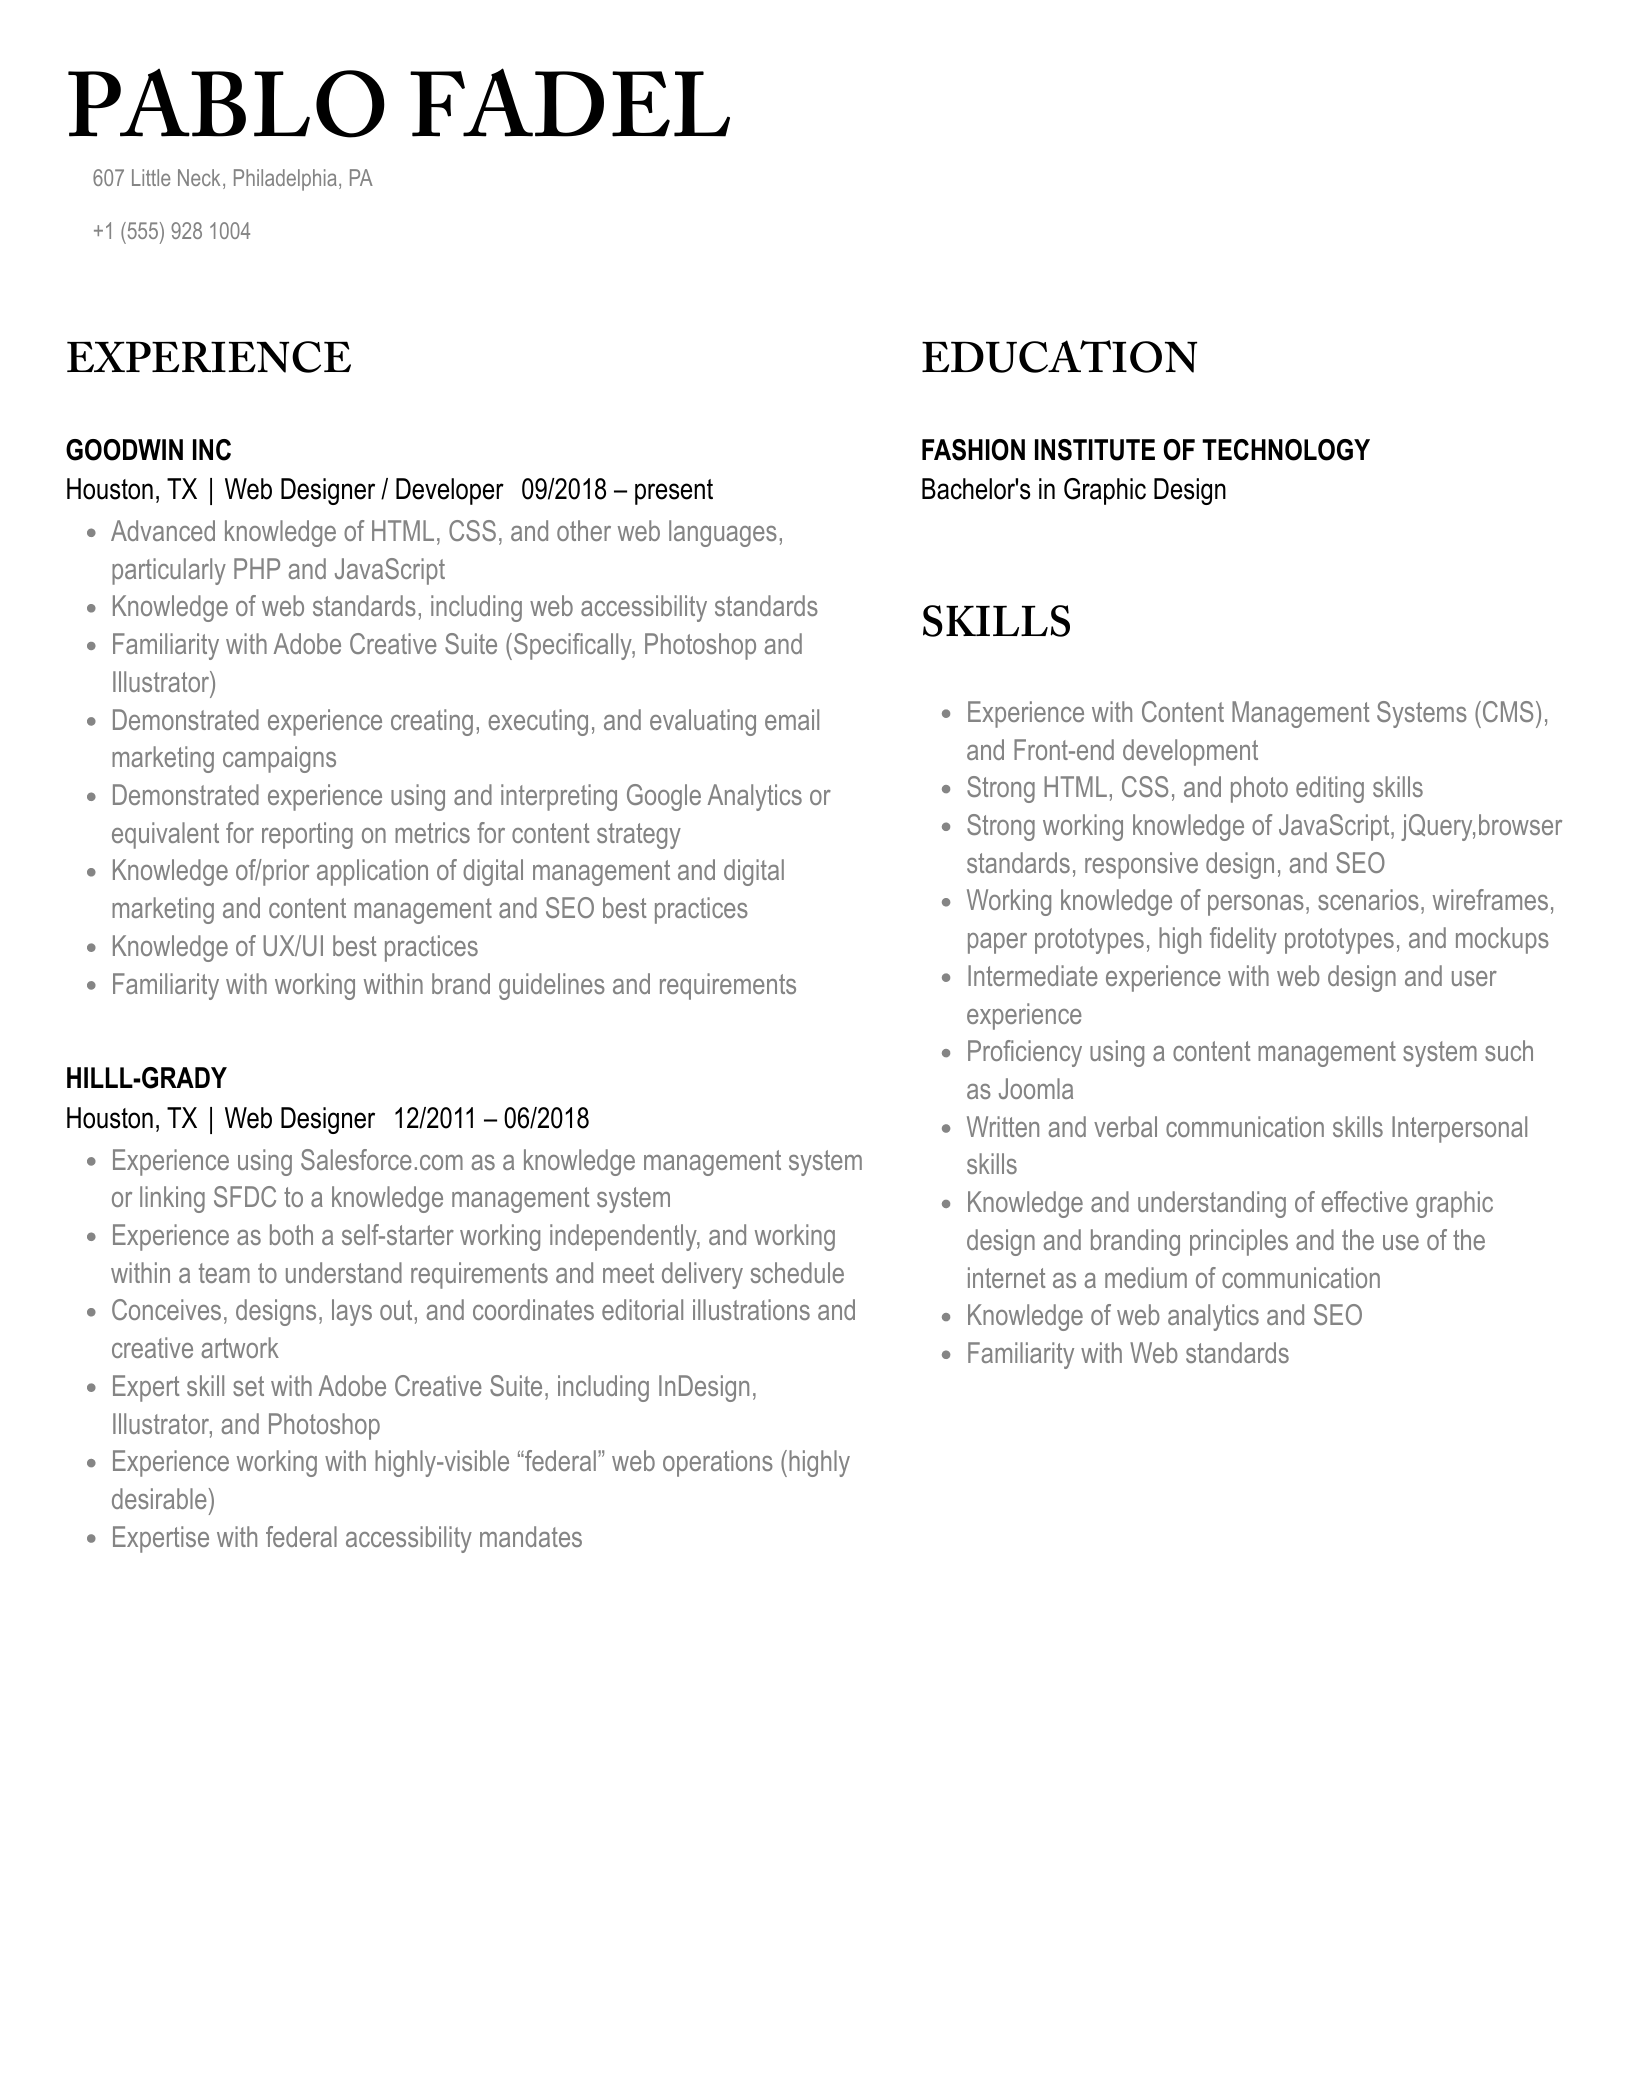 PABLO FADEL
607 Little Neck, Philadelphia, PA
+1 (555) 928 1004
EXPERIENCE
GOODWIN INC
Houston, TX | Web Designer / Developer 09/2018 – present
• Advanced knowledge of HTML, CSS, and other web languages,
particularly PHP and JavaScript
• Knowledge of web standards, including web accessibility standards
• Familiarity with Adobe Creative Suite (Specifically, Photoshop and
Illustrator)
• Demonstrated experience creating, executing, and evaluating email
marketing campaigns
• Demonstrated experience using and interpreting Google Analytics or
equivalent for reporting on metrics for content strategy
• Knowledge of/prior application of digital management and digital
marketing and content management and SEO best practices
• Knowledge of UX/UI best practices
• Familiarity with working within brand guidelines and requirements
HILLL-GRADY
Houston, TX | Web Designer 12/2011 – 06/2018
• Experience using Salesforce.com as a knowledge management system
or linking SFDC to a knowledge management system
• Experience as both a self-starter working independently, and working
within a team to understand requirements and meet delivery schedule
• Conceives, designs, lays out, and coordinates editorial illustrations and
creative artwork
• Expert skill set with Adobe Creative Suite, including InDesign,
Illustrator, and Photoshop
• Experience working with highly-visible “federal” web operations (highly
desirable)
• Expertise with federal accessibility mandates
EDUCATION
FASHION INSTITUTE OF TECHNOLOGY
Bachelor's in Graphic Design
SKILLS
• Experience with Content Management Systems (CMS),
and Front-end development
• Strong HTML, CSS, and photo editing skills
• Strong working knowledge of JavaScript, jQuery,browser
standards, responsive design, and SEO
• Working knowledge of personas, scenarios, wireframes,
paper prototypes, high fidelity prototypes, and mockups
• Intermediate experience with web design and user
experience
• Proficiency using a content management system such
as Joomla
• Written and verbal communication skills Interpersonal
skills
• Knowledge and understanding of effective graphic
design and branding principles and the use of the
internet as a medium of communication
• Knowledge of web analytics and SEO
• Familiarity with Web standards